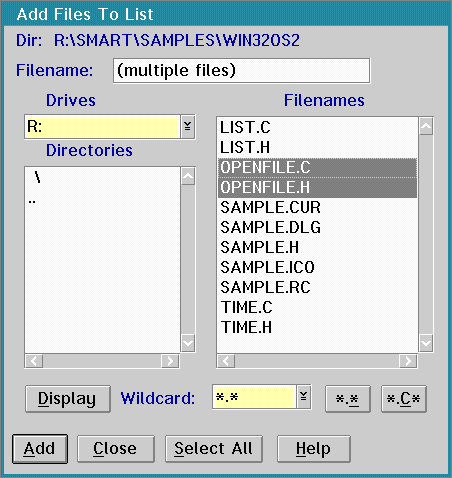 Add Files To List
Dir: R:\SMART\SAMPLES\WIN32OS2
Filename: (multiple files)
Drives
R:
Directories
\
..
Filenames
LIST.C
LIST.H
OPENFILE.C
OPENFILE.H
SAMPLE.CUR
SAMPLE.DLG
SAMPLE.H
SAMPLE.ICO
SAMPLE.RC
TIME.C
TIME.H
Display Wildcard: *.* *.* *.C*
Add Close Select All Help